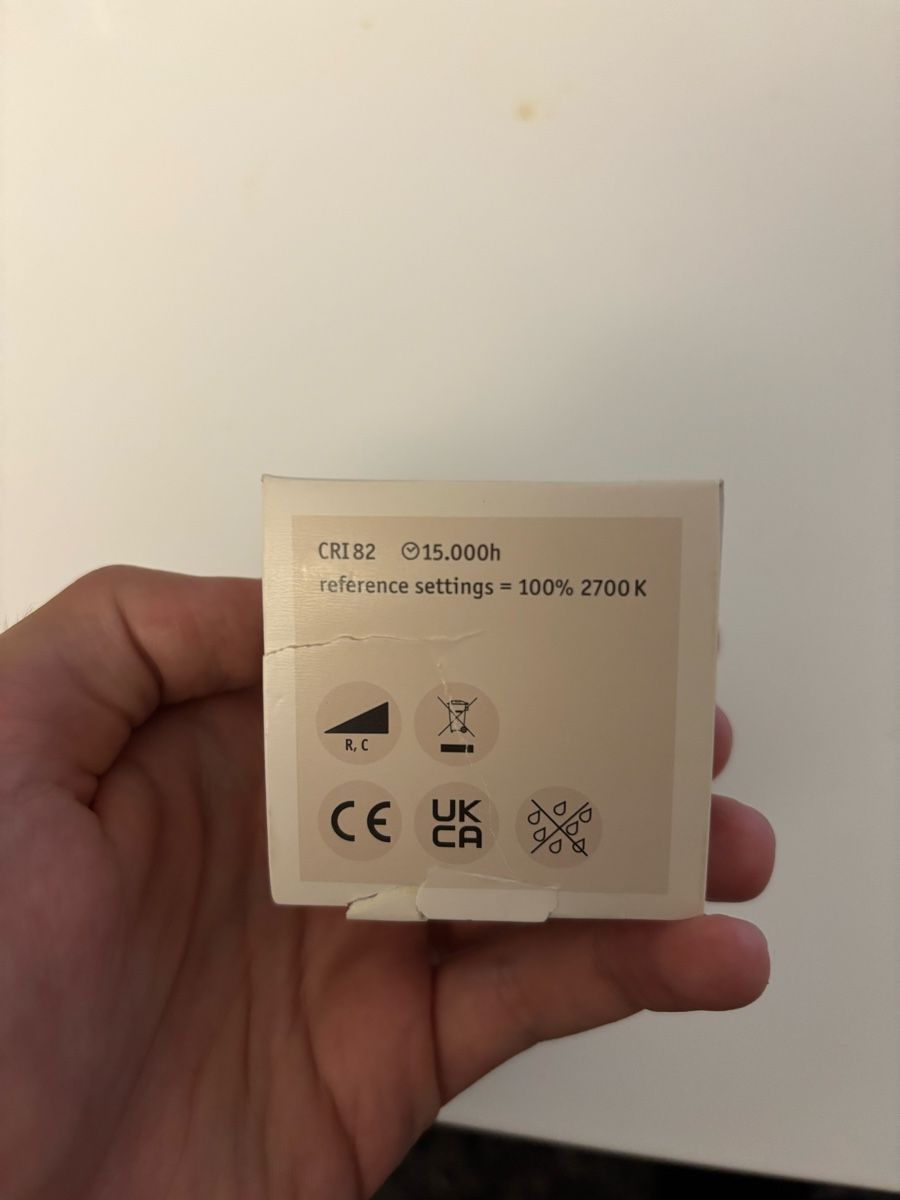 CRI 82 15.000h
reference settings = 100% 2700 K
R, C
CE
UK
CA